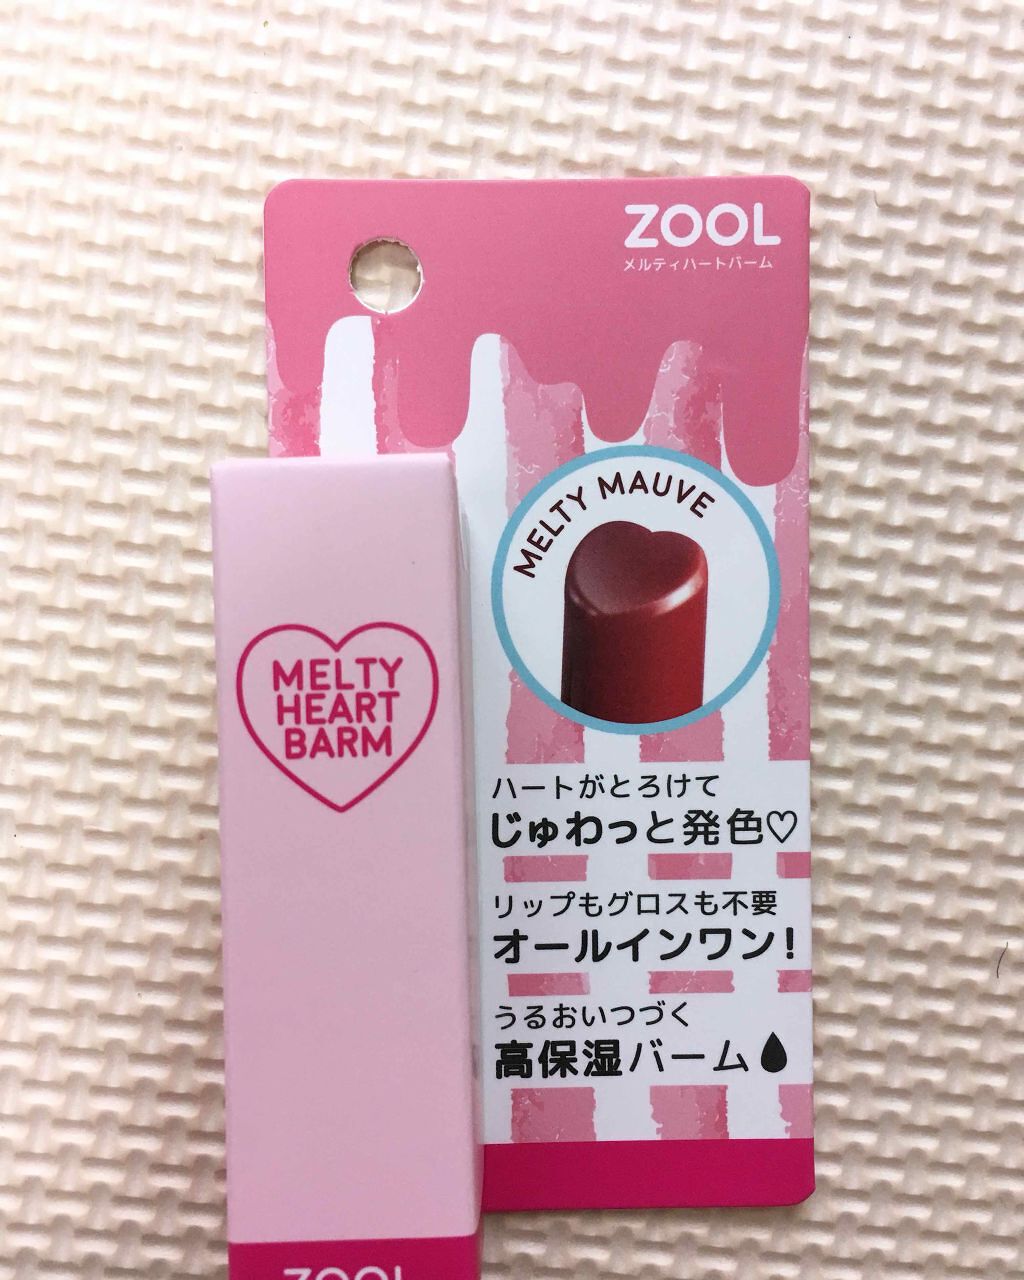 ZOOL
メルティハートバーム
MELTY MAUVE
MELTY
HEART
BARM
ハートがとろけて
じゅわっと発色♡
リップもグロスも不要
オールインワン!
うるおいつづく
高保湿バーム
ZOOL